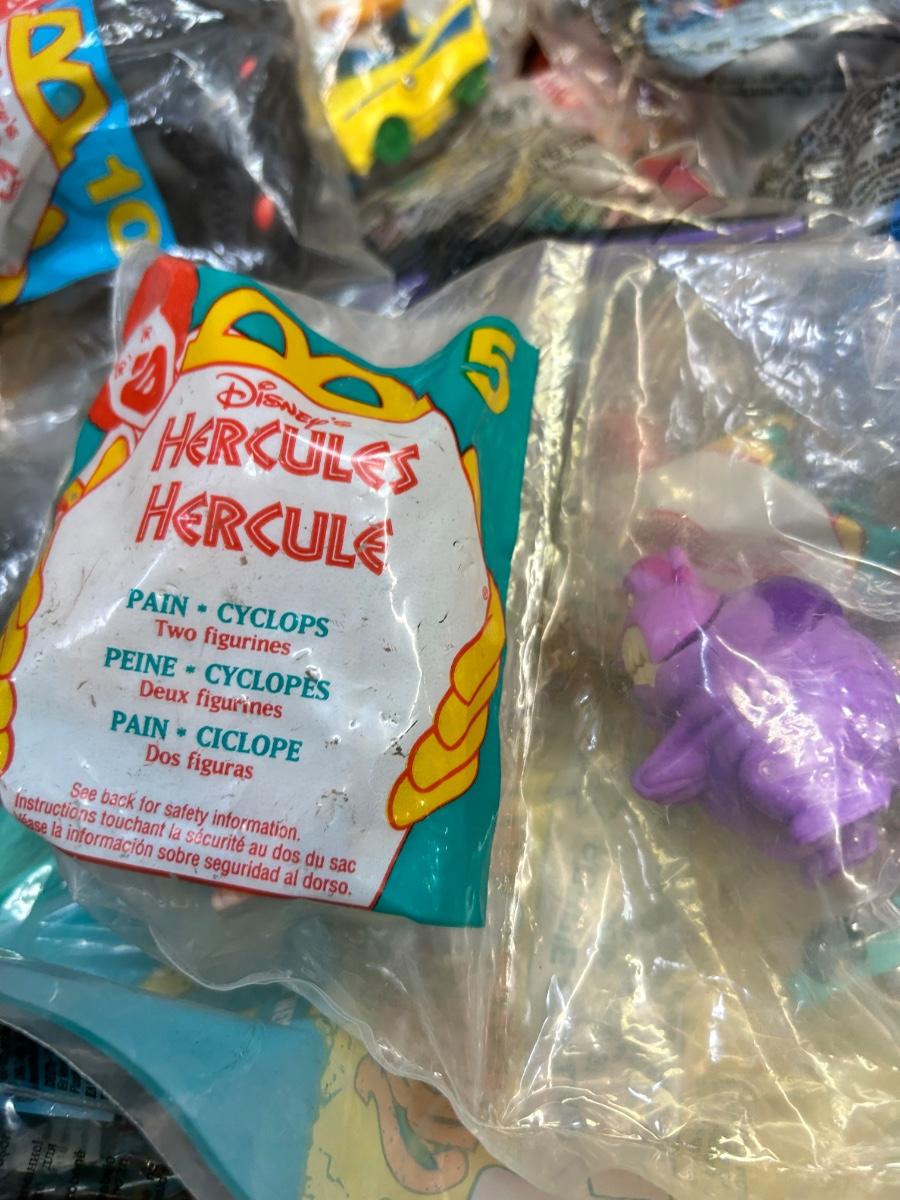 10
5
Disney's
HERCULES
HERCULE
®
PAIN * CYCLOPS
Two figurines
PEINE * CYCLOPES
Deux figurines
PAIN * CICLOPE
Dos figuras
See back for safety information.
Instructions touchant la sécurité au dos du sac
Véase la información sobre seguridad al dorso.